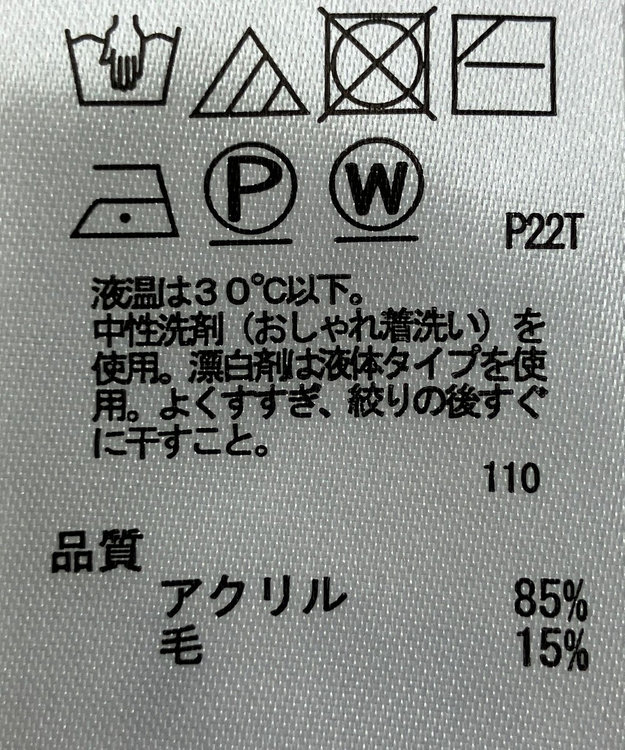 P W
P22T
液温は30℃以下。
中性洗剤（おしゃれ着洗い）を
使用。漂白剤は液体タイプを使
用。よくすすぎ、絞りの後すぐ
に干すこと。
110
品質
アクリル 85%
毛 15%